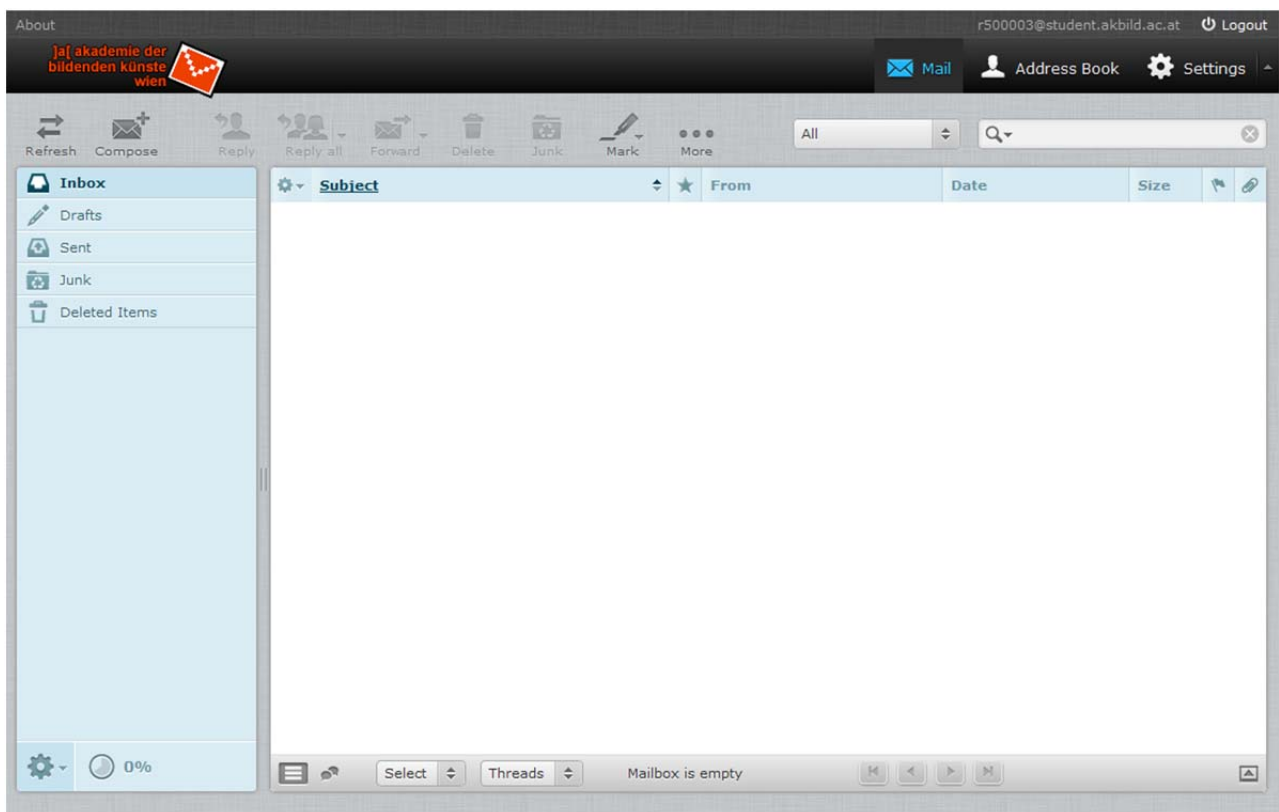 About
r500003@student.akbild.ac.at Logout
]a[ akademie der
bildenden künste
wien
Mail Address Book Settings
Refresh Compose Reply Reply all Forward Delete Junk Mark More
All
Inbox
Subject From Date Size
Drafts
Sent
Junk
Deleted Items
0%
Select Threads Mailbox is empty